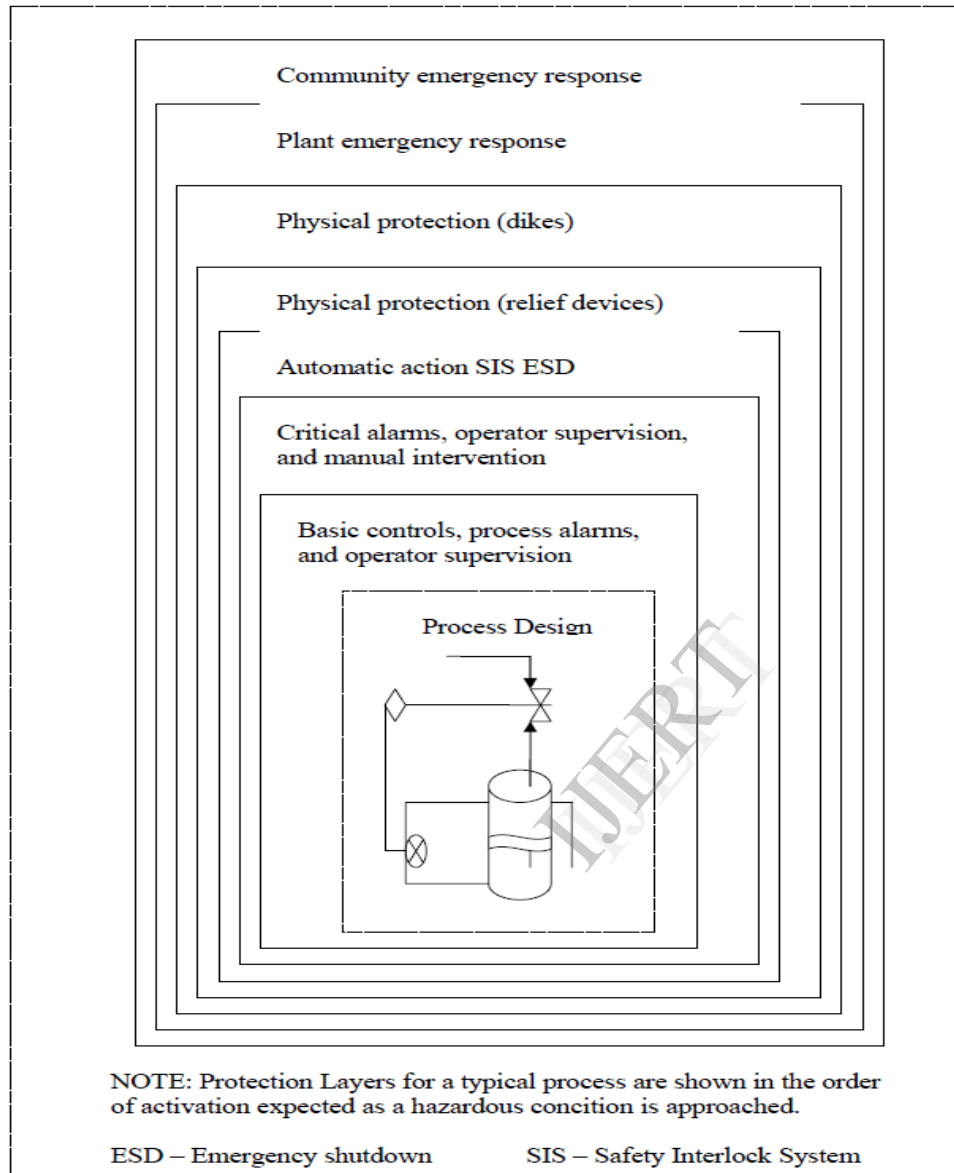 Community emergency response
Plant emergency response
Physical protection (dikes)
Physical protection (relief devices)
Automatic action SIS ESD
Critical alarms, operator supervision,
and manual intervention
Basic controls, process alarms,
and operator supervision
Process Design
IJERT
NOTE: Protection Layers for a typical process are shown in the order
of activation expected as a hazardous concition is approached.
ESD – Emergency shutdown SIS – Safety Interlock System